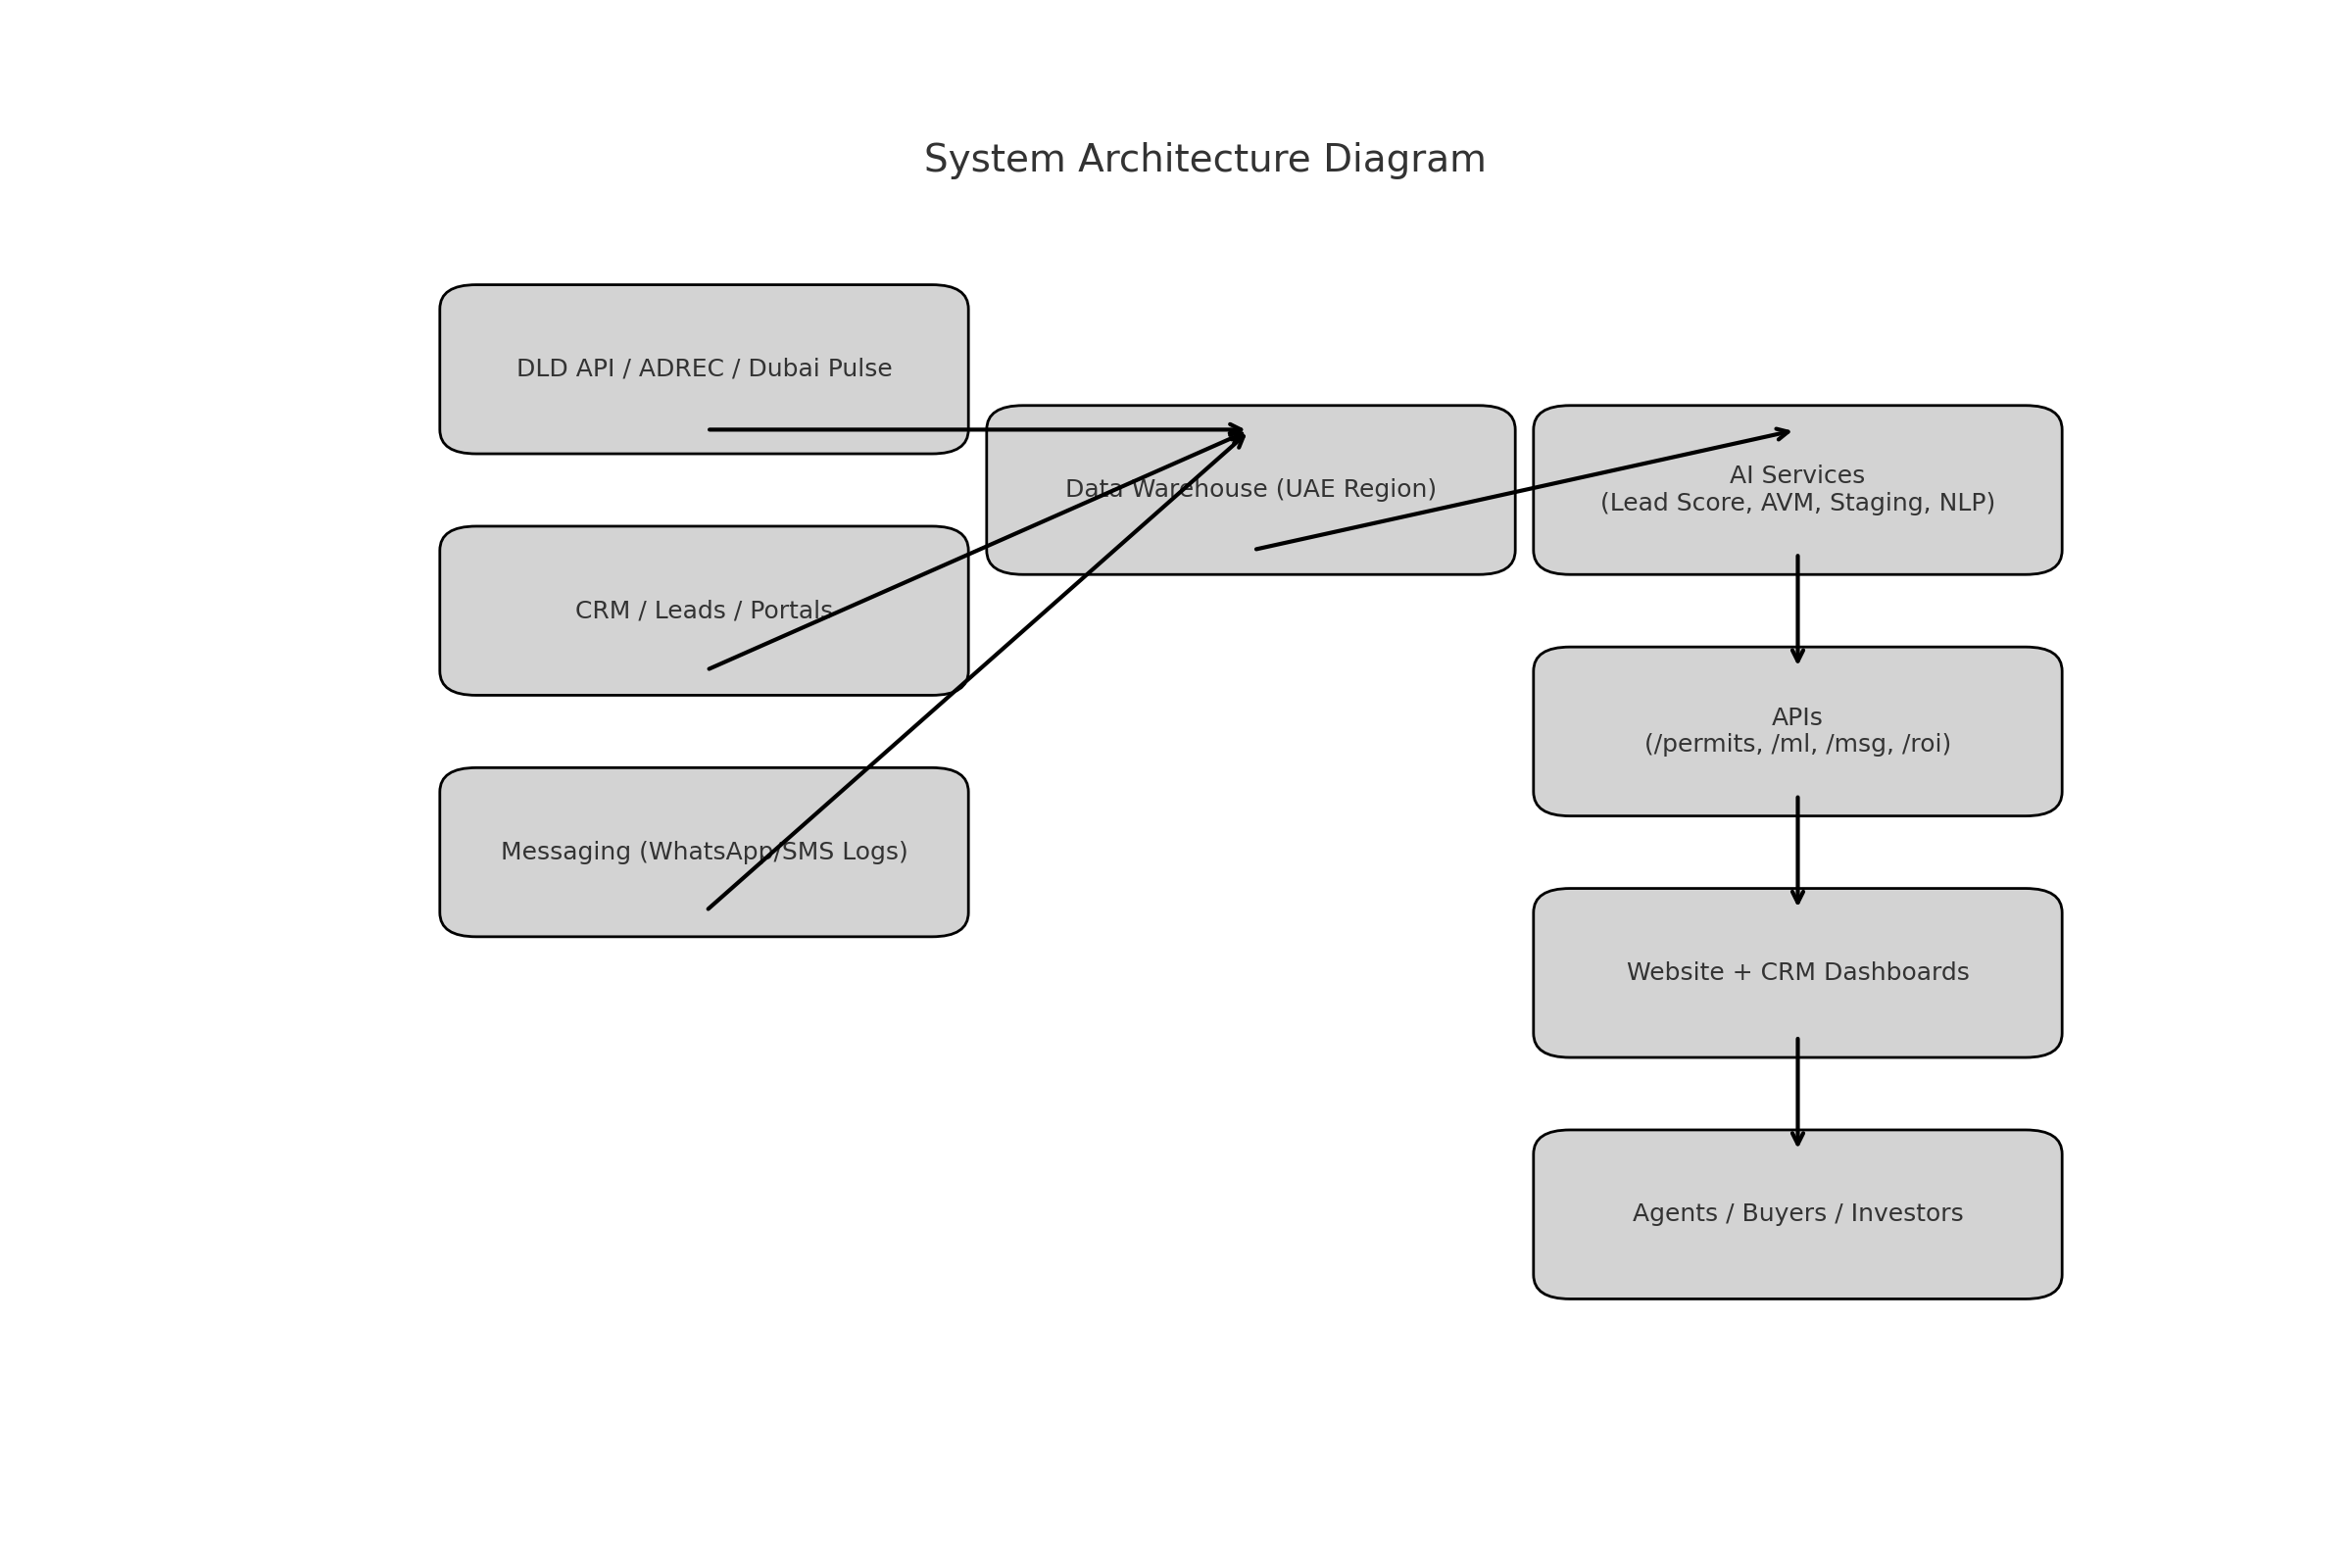 System Architecture Diagram
DLD API / ADREC / Dubai Pulse
Data Warehouse (UAE Region)
AI Services
(Lead Score, AVM, Staging, NLP)
CRM / Leads / Portals
APIs
(/permits, /ml, /msg, /roi)
Messaging (WhatsApp/SMS Logs)
Website + CRM Dashboards
Agents / Buyers / Investors